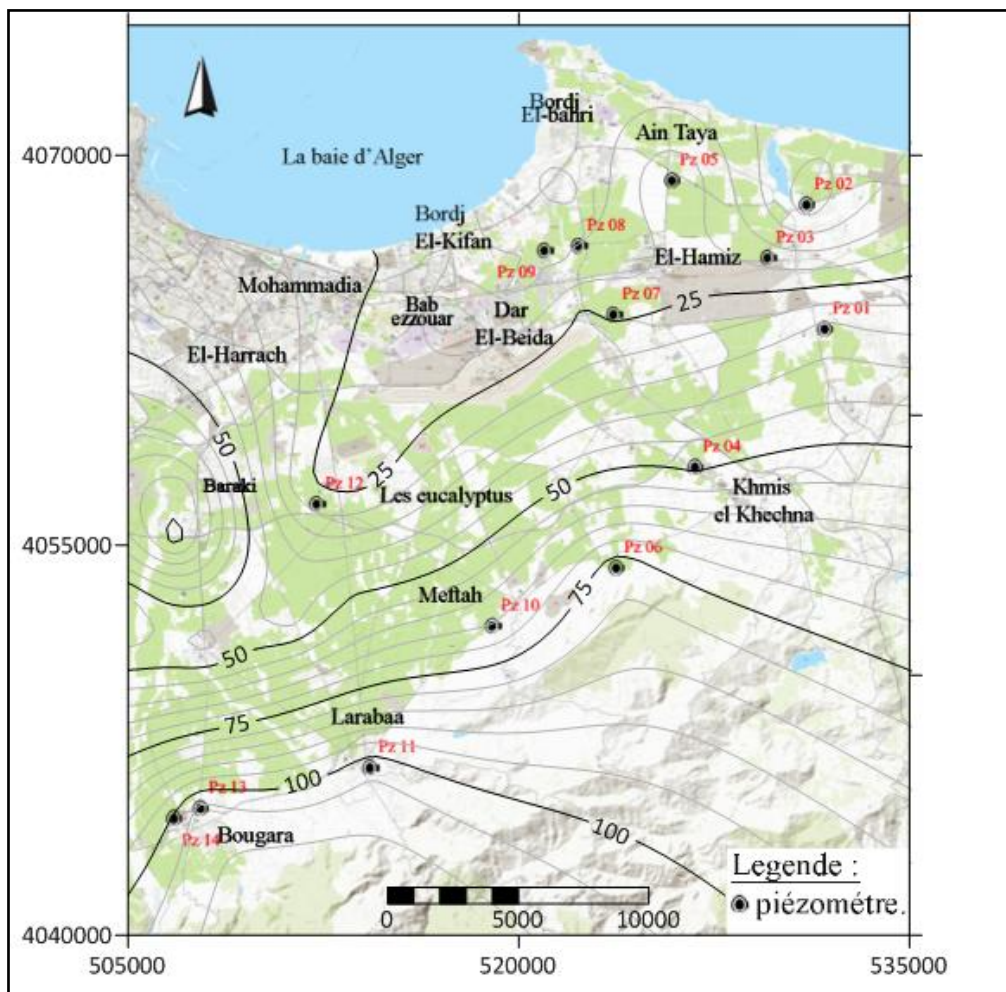 Bordj
El-bahri
Ain Taya
4070000
La baie d’Alger
Pz 05
Pz 02
Bordj
El-Kifan
Pz 08
Pz 03
El-Hamiz
Pz 09
Mohammadia
Pz 07
25
Bab
ezzouar
Dar
El-Beida
Pz 01
El-Harrach
50
Pz 04
25
Baraki
Pz 12
Les eucalyptus
50
Khmis
el Khechna
4055000
Pz 06
Meftah
75
Pz 10
50
75
Larabaa
Pz 11
100
Pz 13
100
Pz 14
Bougara
Legende :
piézométre.
0
5000
10000
4040000
505000
520000
535000